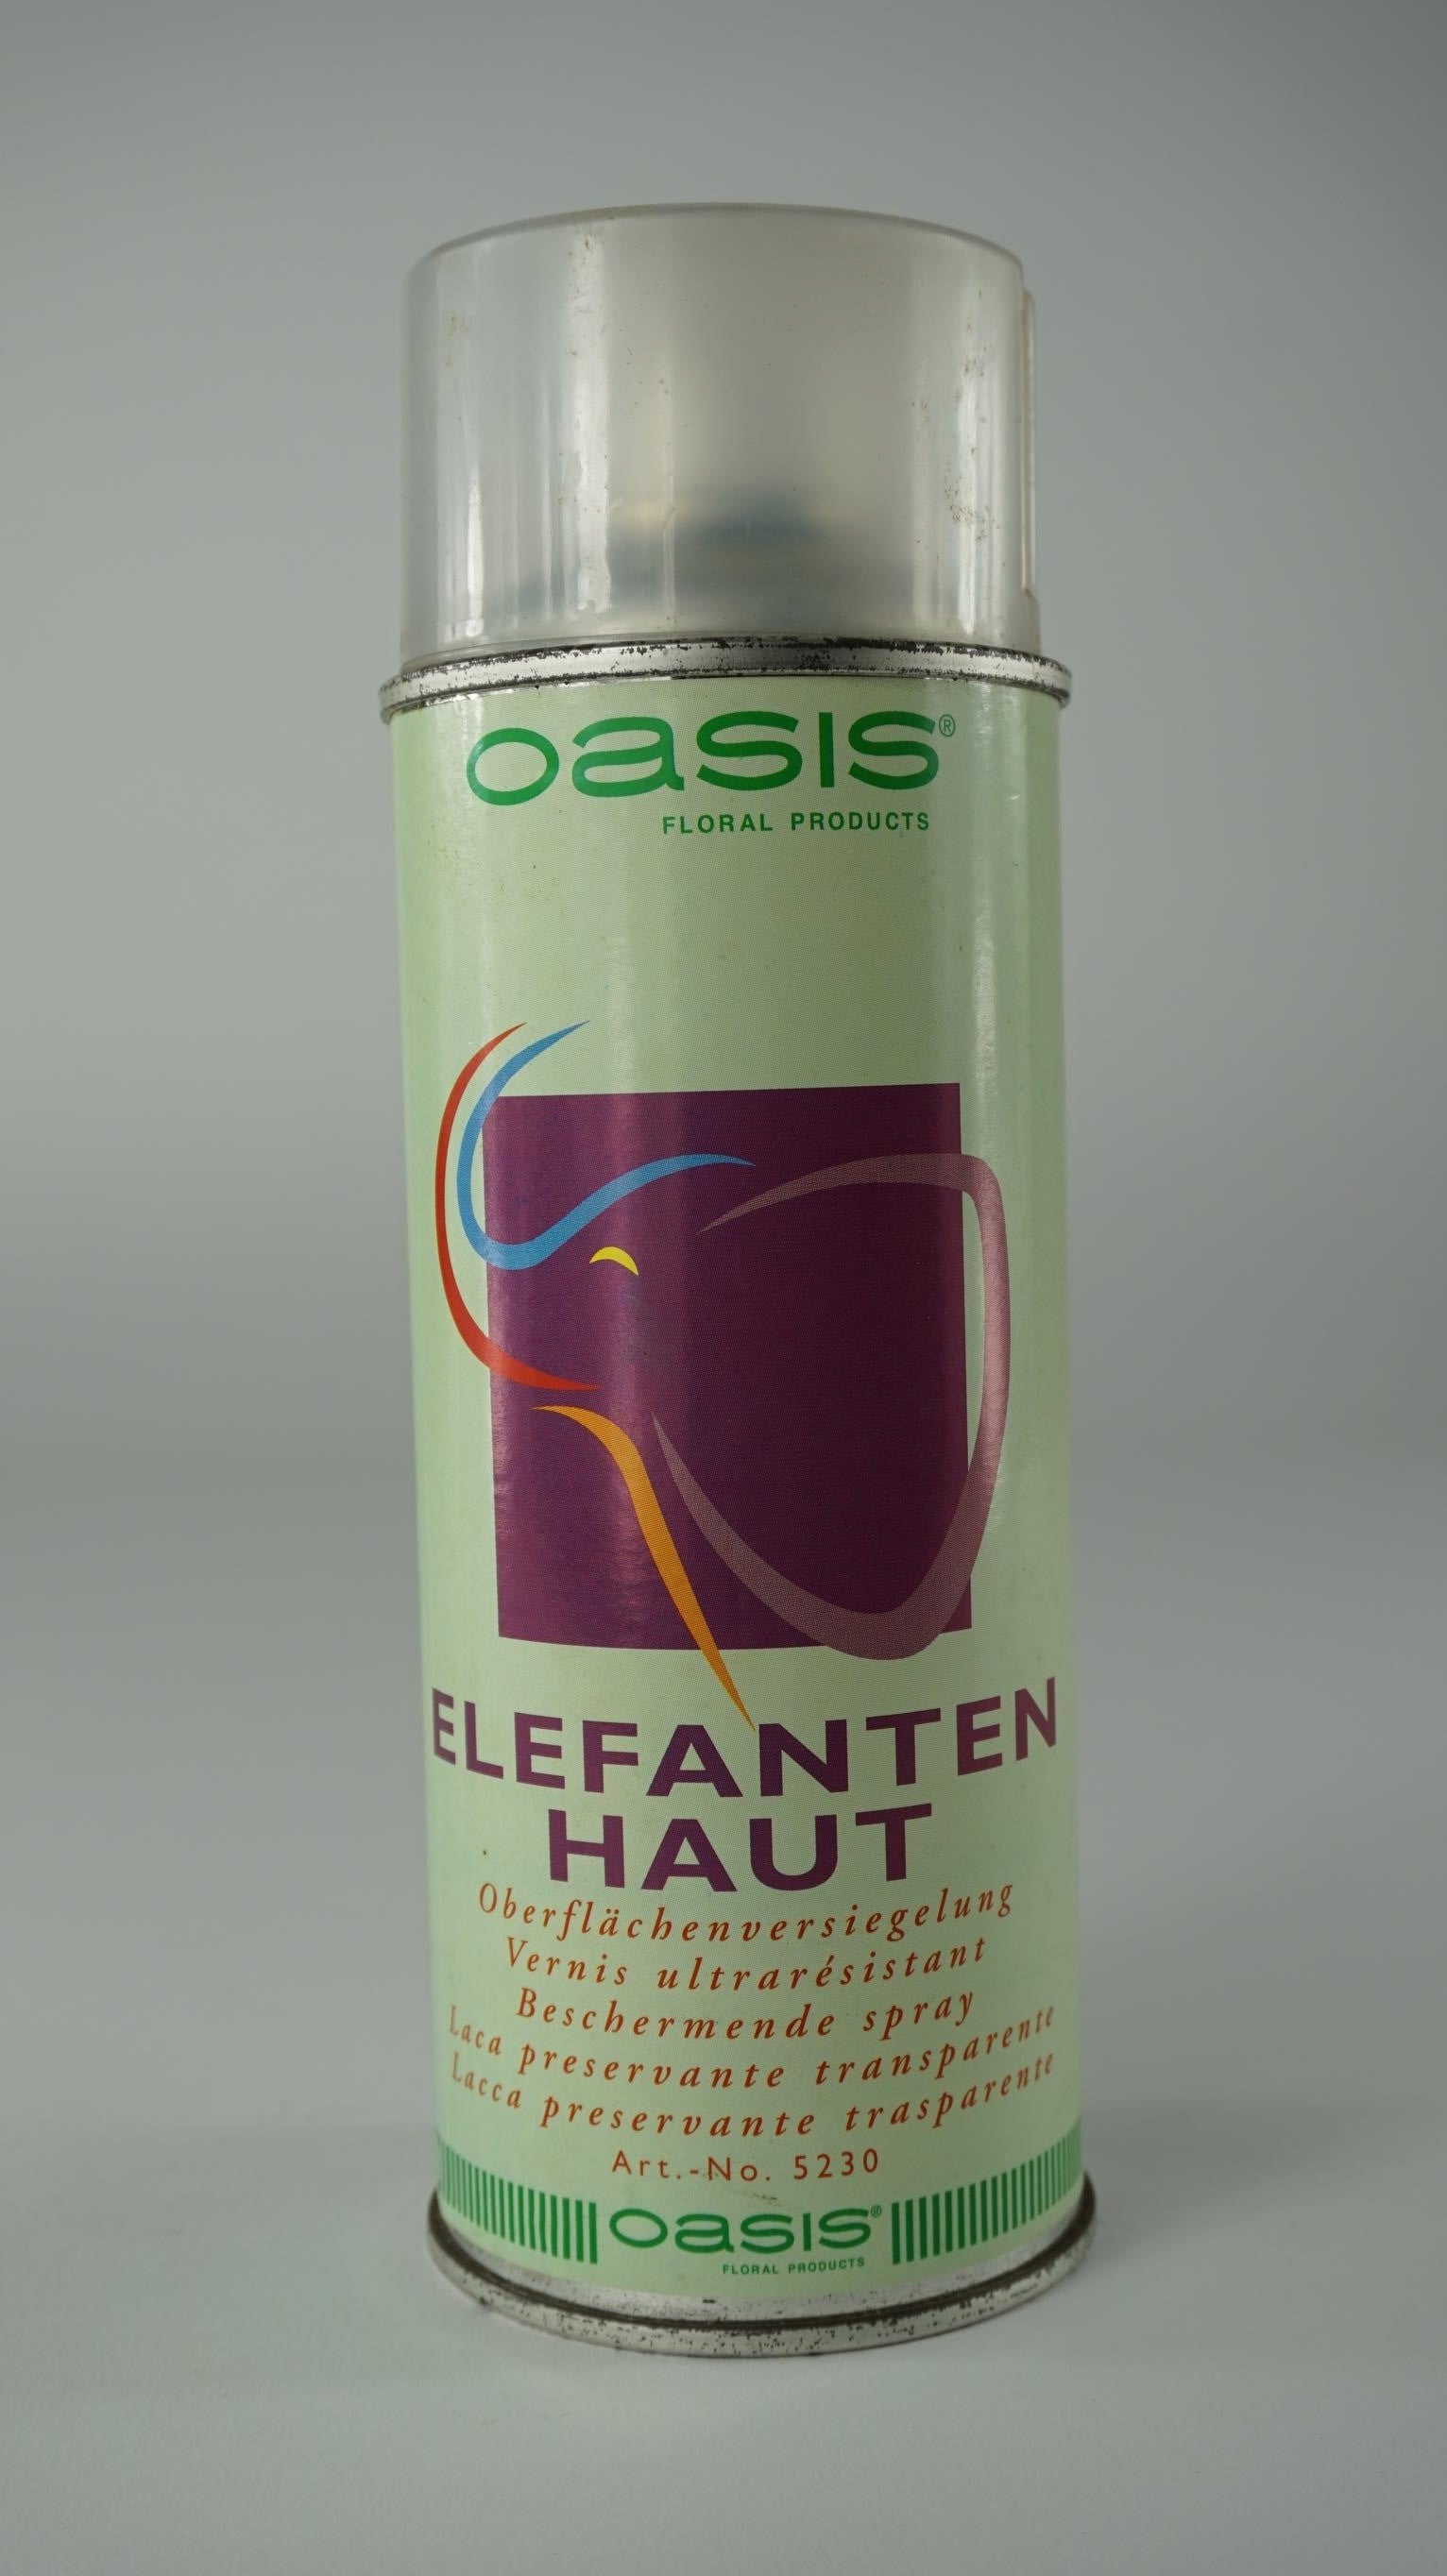 oasis®
FLORAL PRODUCTS
ELEFANTEN
HAUT
Oberflächenversiegelung
Vernis ultrarésistant
Beschermende spray
Laca preservante transparente
Lacca preservante trasparente
Art.-No. 5230
oasis®
FLORAL PRODUCTS